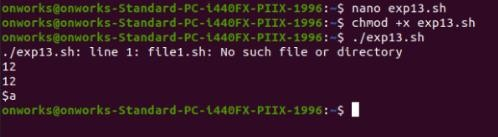 onworks@onworks-Standard-PC-i440FX-PIIX-1996:~$ nano exp13.sh
onworks@onworks-Standard-PC-i440FX-PIIX-1996:~$ chmod +x exp13.sh
onworks@onworks-Standard-PC-i440FX-PIIX-1996:~$ ./exp13.sh
./exp13.sh: line 1: file1.sh: No such file or directory
12
12
$a
onworks@onworks-Standard-PC-i440FX-PIIX-1996:~$